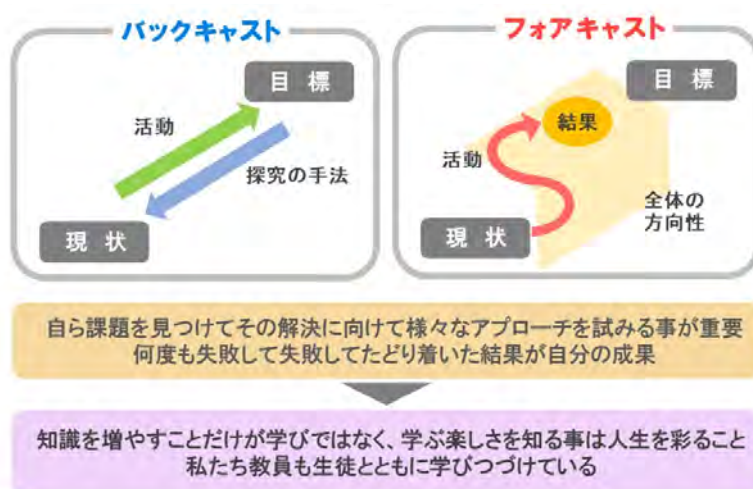 バックキャスト
目 標
活動
探究の手法
現 状
フォアキャスト
目 標
結果
活動
全体の
方向性
現 状
自ら課題を見つけてその解決に向けて様々なアプローチを試みる事が重要
何度も失敗して失敗してたどり着いた結果が自分の成果
知識を増やすことだけが学びではなく、学ぶ楽しさを知る事は人生を彩ること
私たち教員も生徒とともに学びつづけている